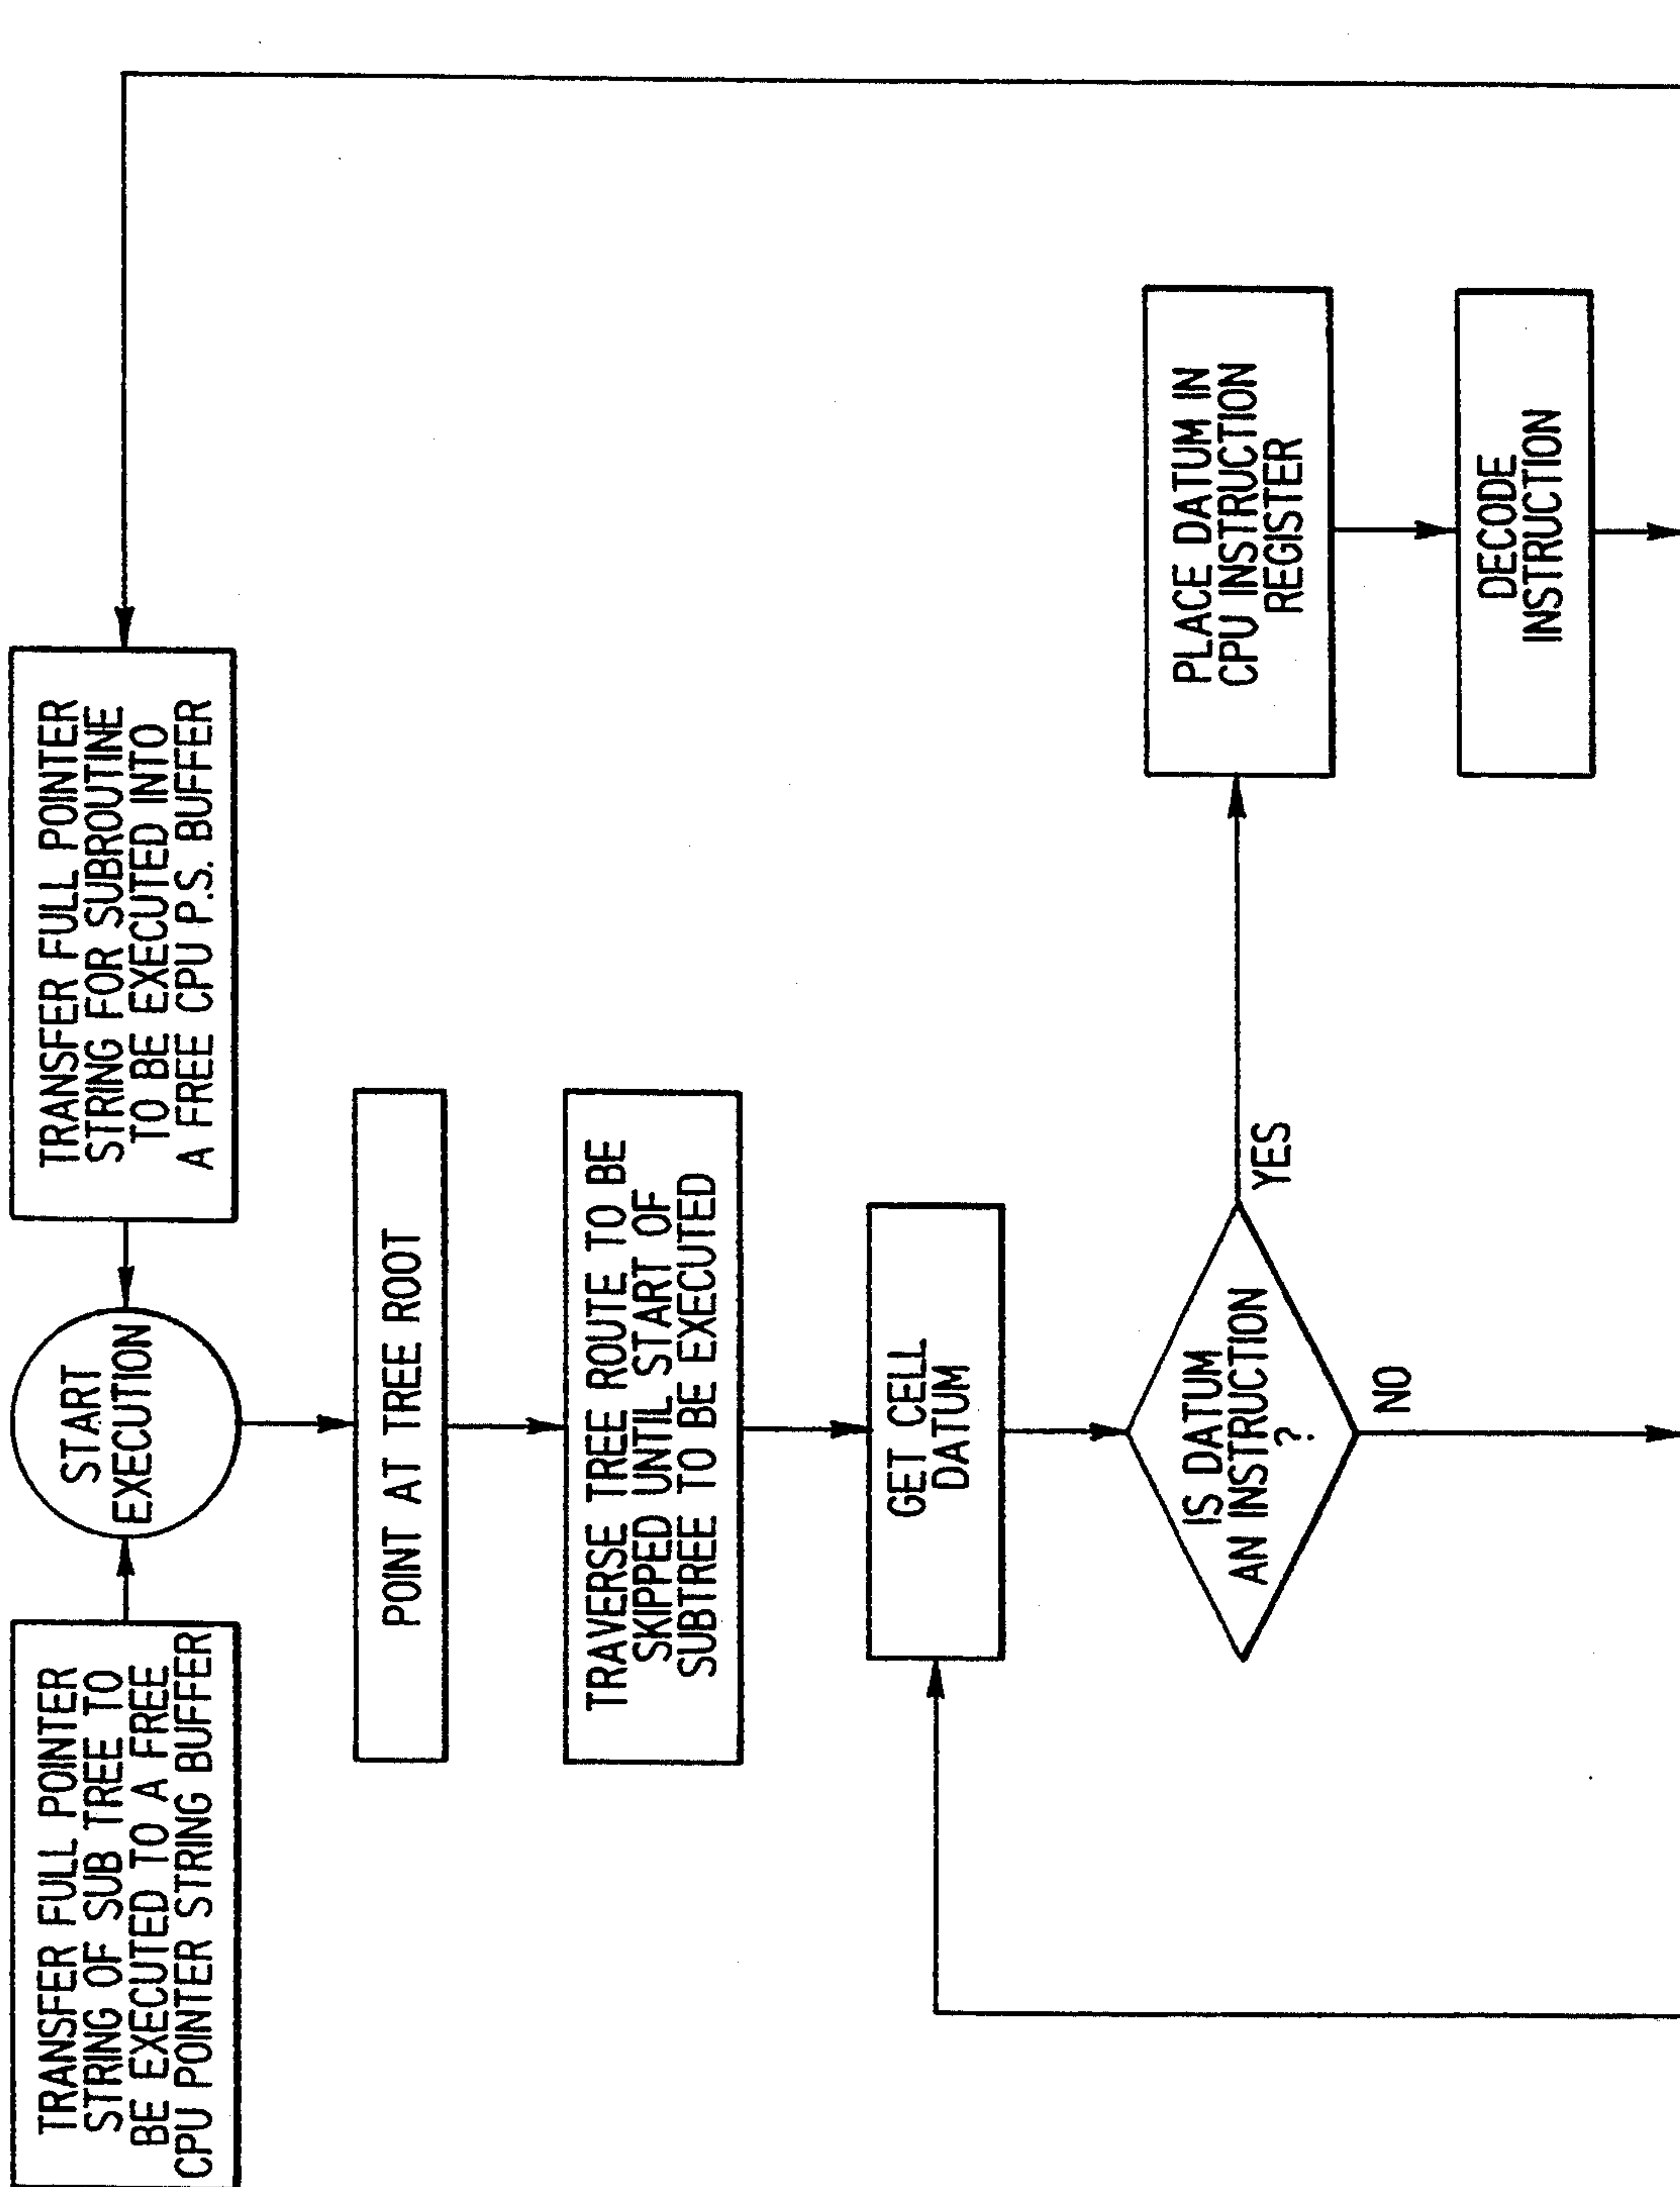 TRANSFER FULL POINTER
STRING OF SUB TREE TO
BE EXECUTED TO A FREE
CPU POINTER STRING BUFFER
START
EXECUTION
TRANSFER FULL POINTER
STRING FOR SUBROUTINE
TO BE EXECUTED INTO
A FREE CPU P.S. BUFFER
POINT AT TREE ROOT
TRAVERSE TREE ROUTE TO BE
SKIPPED UNTIL START OF
SUBTREE TO BE EXECUTED
GET CELL
DATUM
IS DATUM
AN INSTRUCTION
?
YES
NO
PLACE DATUM IN
CPU INSTRUCTION
REGISTER
DECODE
INSTRUCTION